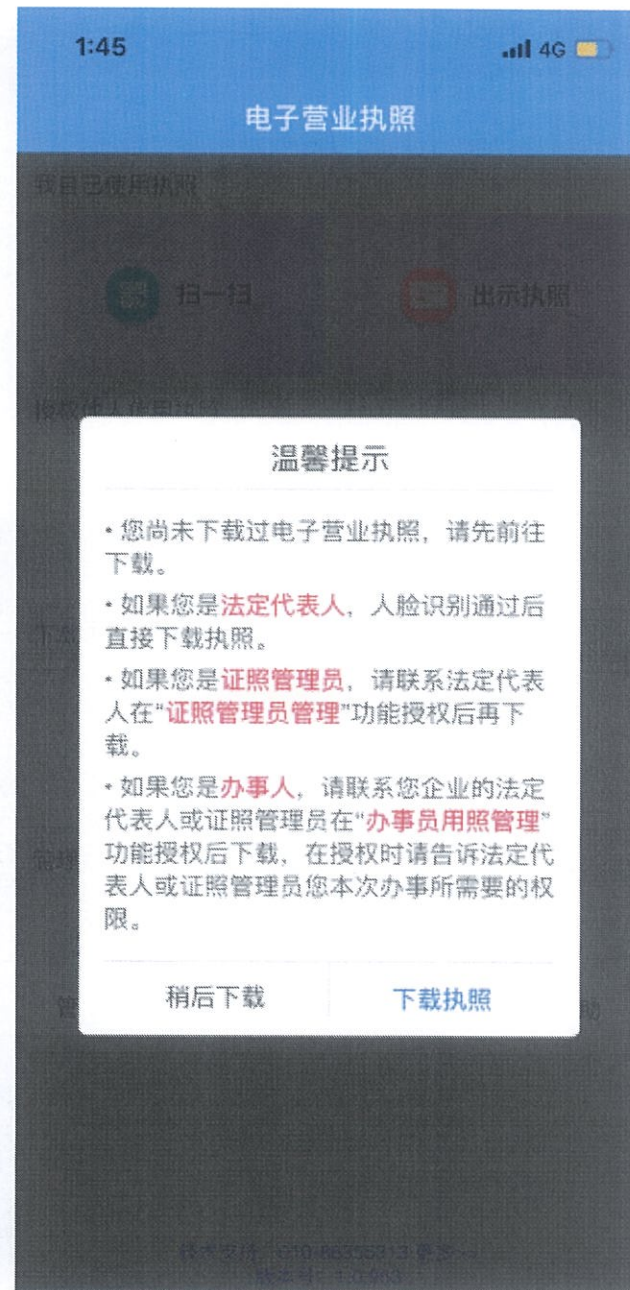 1:45
4G
电子营业执照
我自己使用执照
扫一扫
出示执照
温馨提示
• 您尚未下载过电子营业执照，请先前往
下载。
• 如果您是法定代表人，人脸识别通过后
直接下载执照。
• 如果您是证照管理员，请联系法定代表
人在“证照管理员管理”功能授权后再下
载。
• 如果您是办事人，请联系您企业的法定
代表人或证照管理员在“办事员用照管理”
功能授权后下载，在授权时请告诉法定代
表人或证照管理员您本次办事所需要的权
限。
稍后下载
下载执照